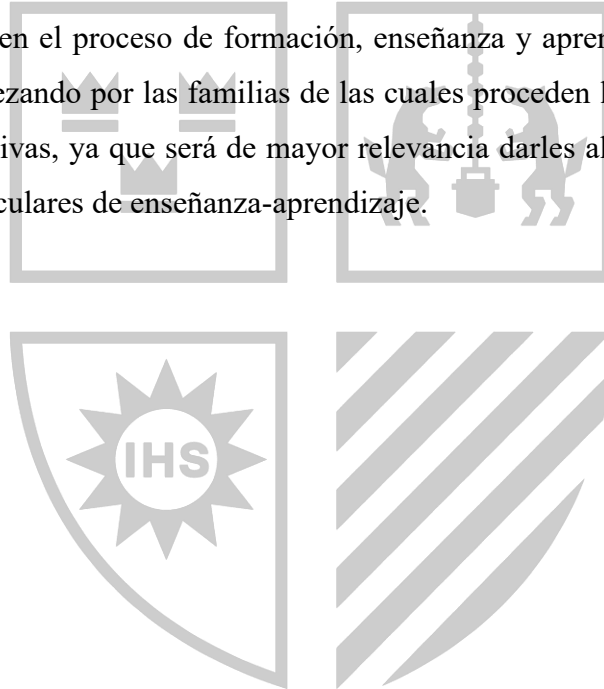 en el proceso de formación, enseñanza y apren
ezando por las familias de las cuales proceden l
ivas, ya que será de mayor relevancia darles al
culares de enseñanza-aprendizaje.
IHS